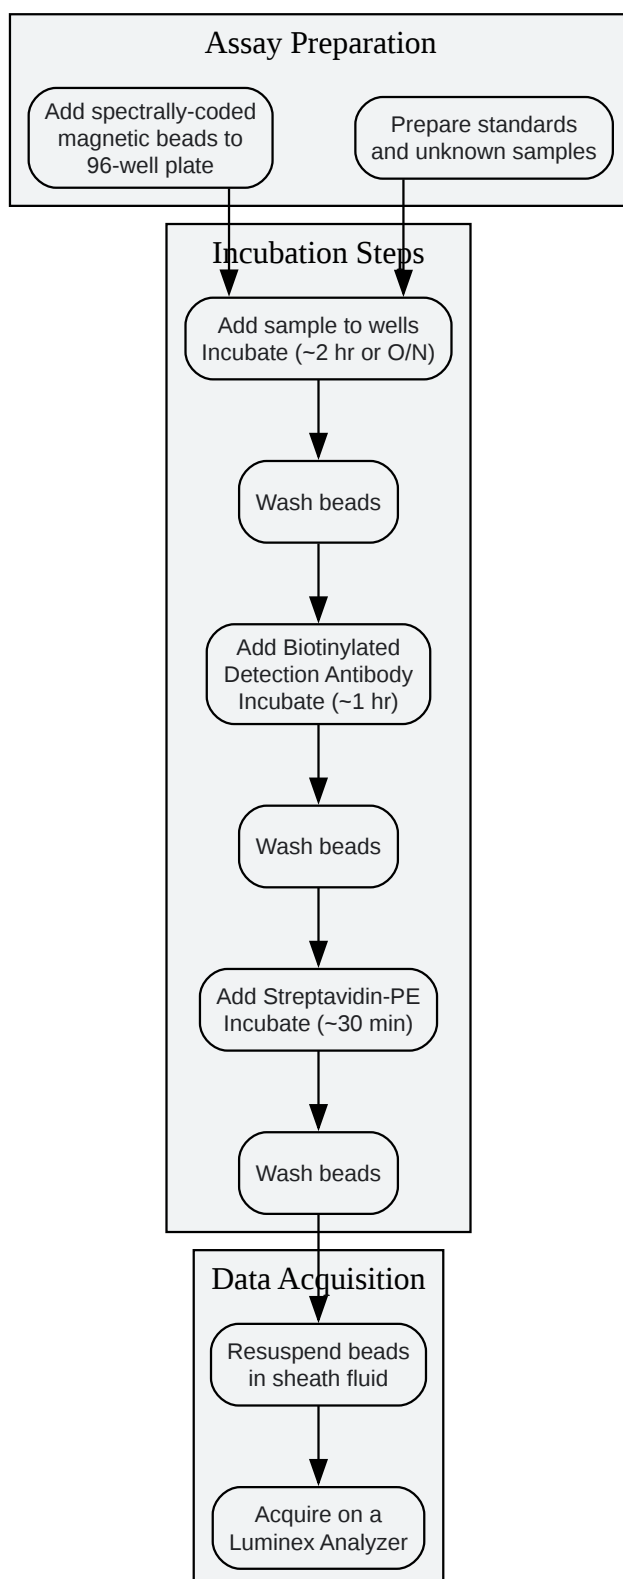 Assay Preparation
Add spectrally-coded
magnetic beads to
96-well plate
Prepare standards
and unknown samples
Incubation Steps
Add sample to wells
Incubate (~2 hr or O/N)
Wash beads
Add Biotinylated
Detection Antibody
Incubate (~1 hr)
Wash beads
Add Streptavidin-PE
Incubate (~30 min)
Wash beads
Data Acquisition
Resuspend beads
in sheath fluid
Acquire on a
Luminex Analyzer